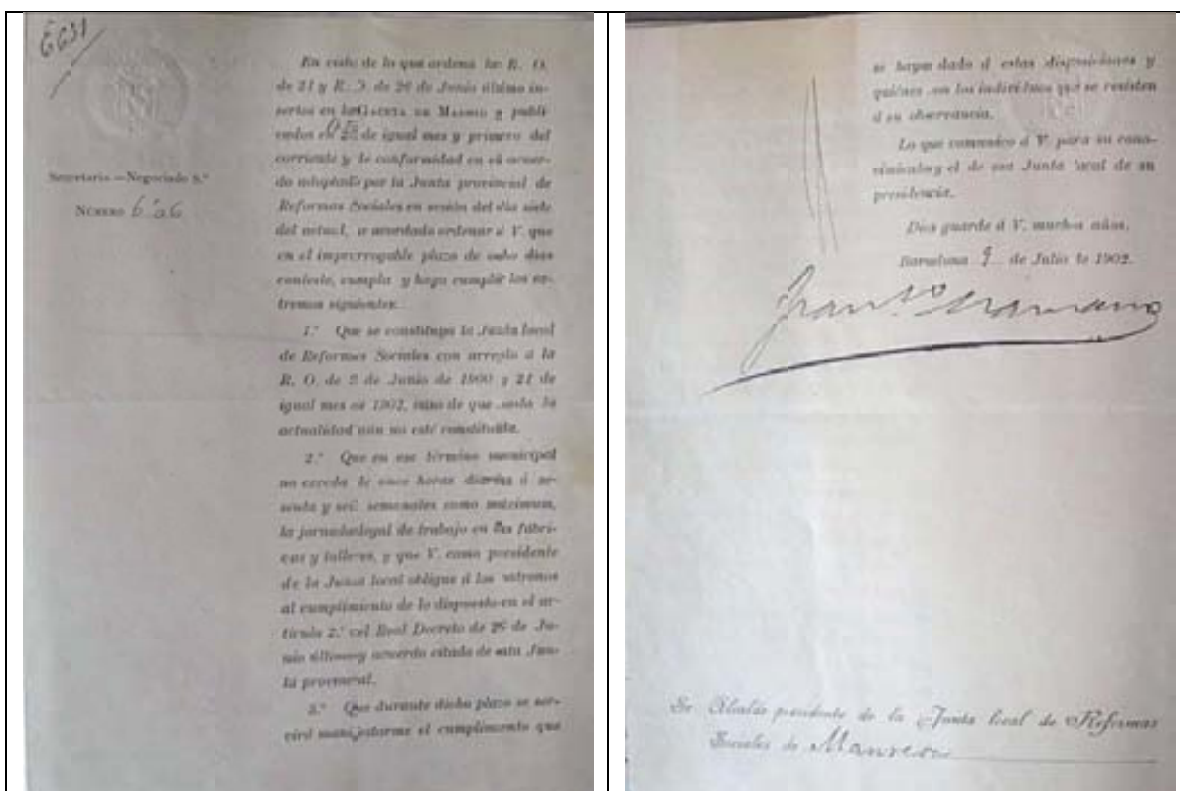 6631
Secretaría — Negociado 8.º
NÚMERO
En vista de lo que ordena la R. O.
de 21 y R. D. de 26 de Junio último in-
sertos en la GACETA DE MADRID y publi-
cados el de igual mes y primero del
corriente y de conformidad en el acuer-
do adoptado por la Junta provincial de
Reformas Sociales en sesión del día siete
del actual, he acordado ordenar á V. que
en el improrrogable plazo de ocho días
conteste, cumpla y haga cumplir los ex-
tremos siguientes.
1.º Que se constituya la Junta local
de Reformas Sociales con arreglo á la
R. O. de 9 de Junio de 1900 y 21 de
igual mes de 1902, caso de que hasta la
actualidad aún no esté constituida.
2.º Que en ese término municipal
no exceda de once horas diarias ó se-
senta y seis semanales como máximum,
la jornada legal de trabajo en las fábri-
cas y talleres, y que V. como presidente
de la Junta local obligue á los patronos
al cumplimiento de lo dispuesto en el ar-
tículo 2.º del Real Decreto de 26 de Ju-
nio último y acuerdo citado de esta Jun-
ta provincial.
3.º Que durante dicho plazo se ser-
virá manifestarme el cumplimiento que
se haya dado á estas disposiciones y
quiénes son los individuos que se resisten
á su observancia.
Lo que comunico á V. para su cono-
cimiento y el de esa Junta local de su
presidencia.
Dios guarde á V. muchos años.
Barcelona 9 de Julio de 1902.
Sr. Alcalde presidente de la Junta local de Reformas
Sociales de Manresa